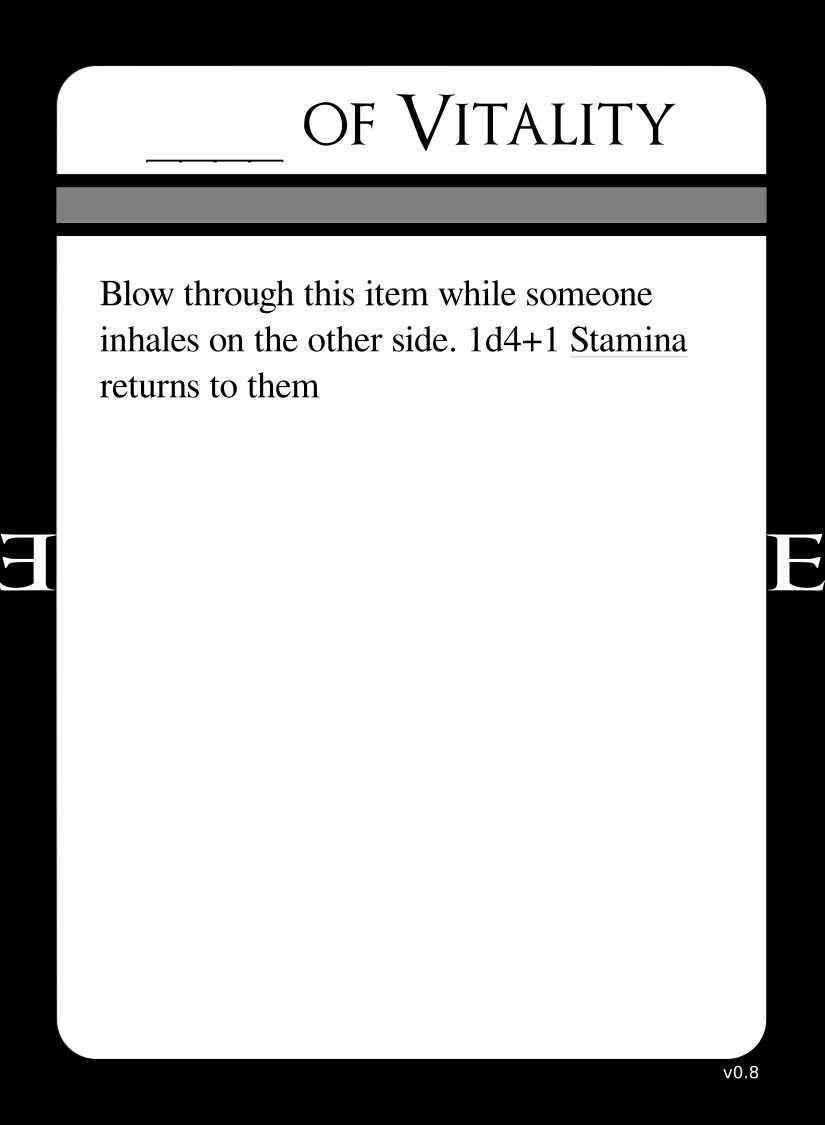 ____ of Vitality
Blow through this item while someone
inhales on the other side. 1d4+1 Stamina
returns to them
E
E
v0.8